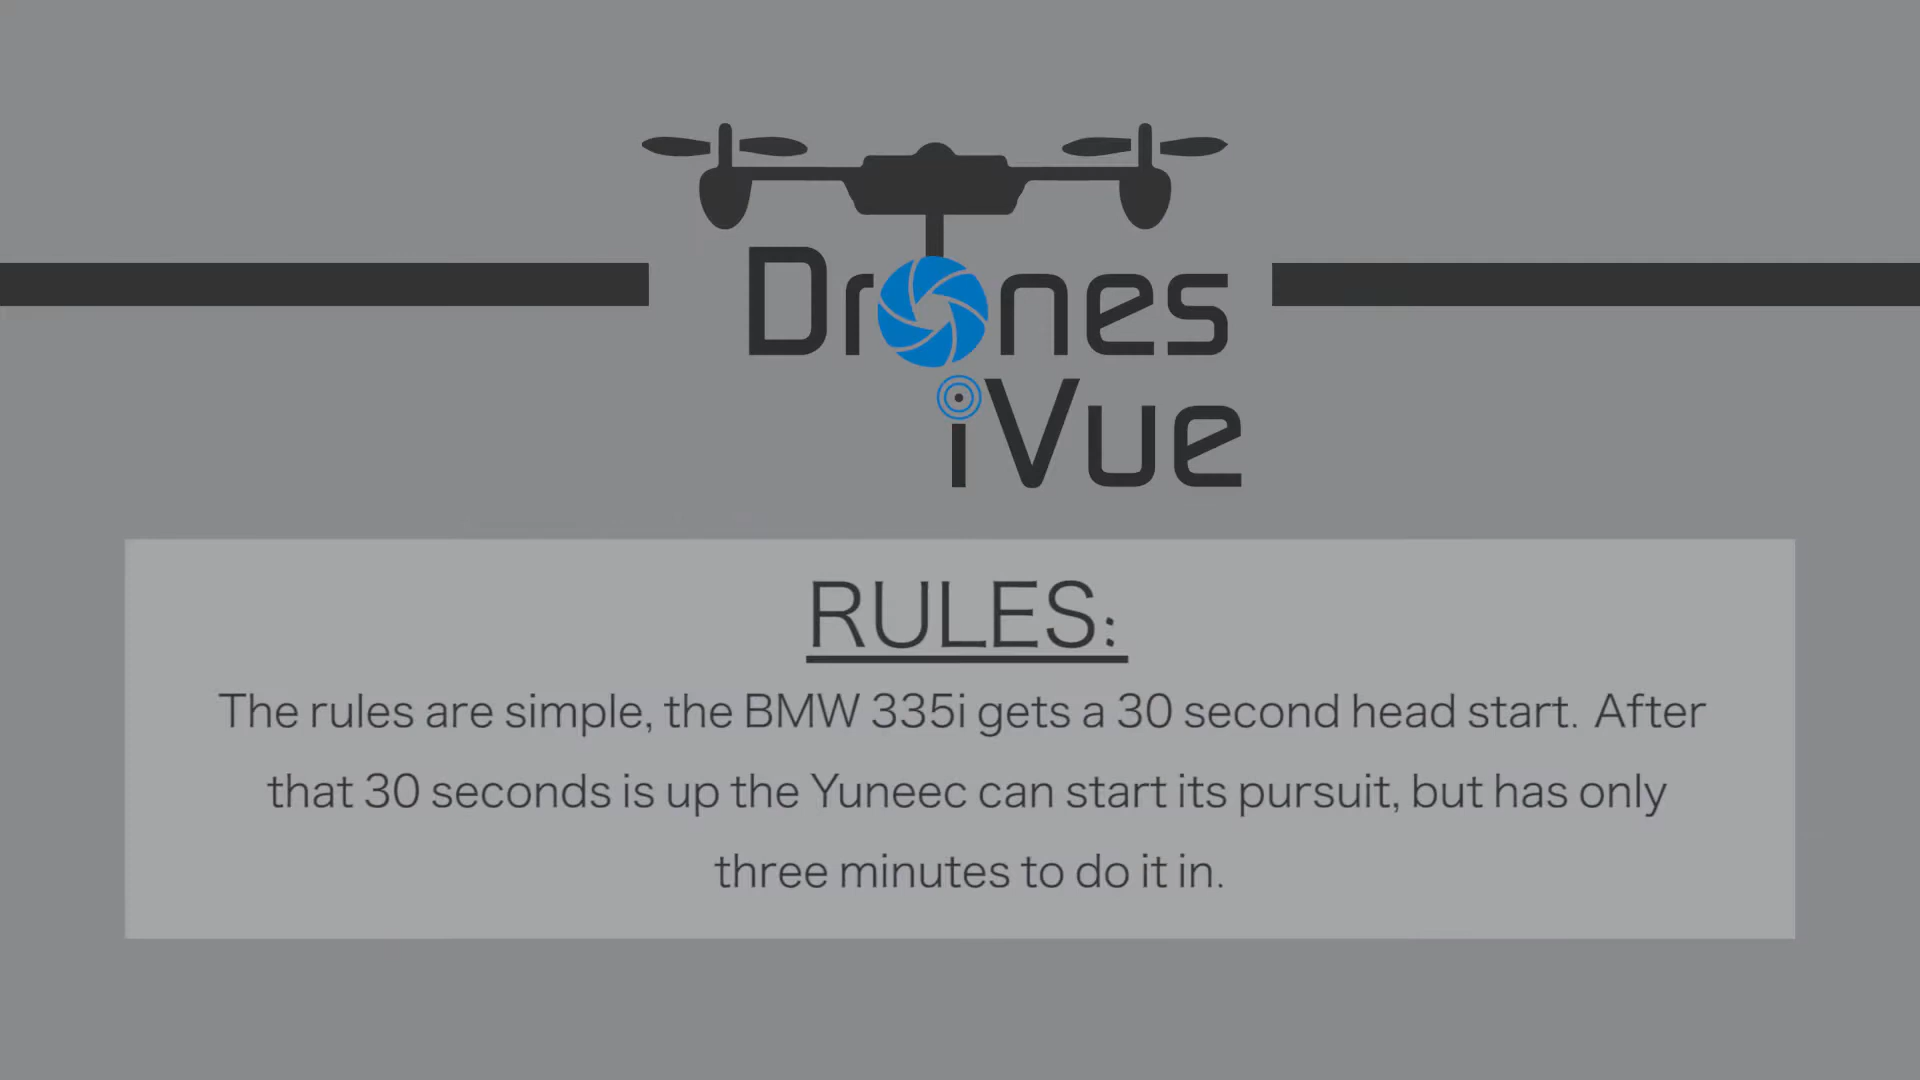 Drones
iVue
RULES:
The rules are simple, the BMW 335i gets a 30 second head start. After
that 30 seconds is up the Yuneec can start its pursuit, but has only
three minutes to do it in.